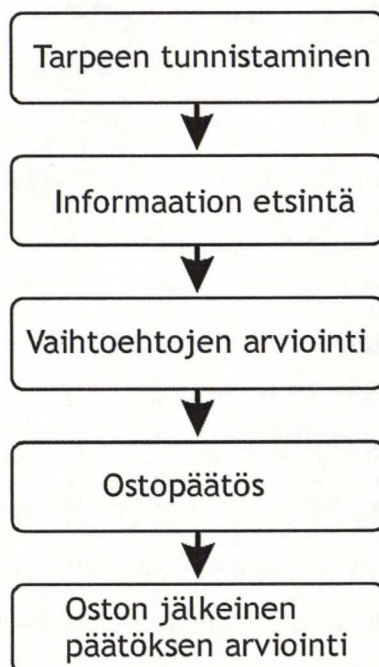 Tarpeen tunnistaminen
Informaation etsintä
Vaihtoehtojen arviointi
Ostopäätös
Oston jälkeinen
päätöksen arviointi